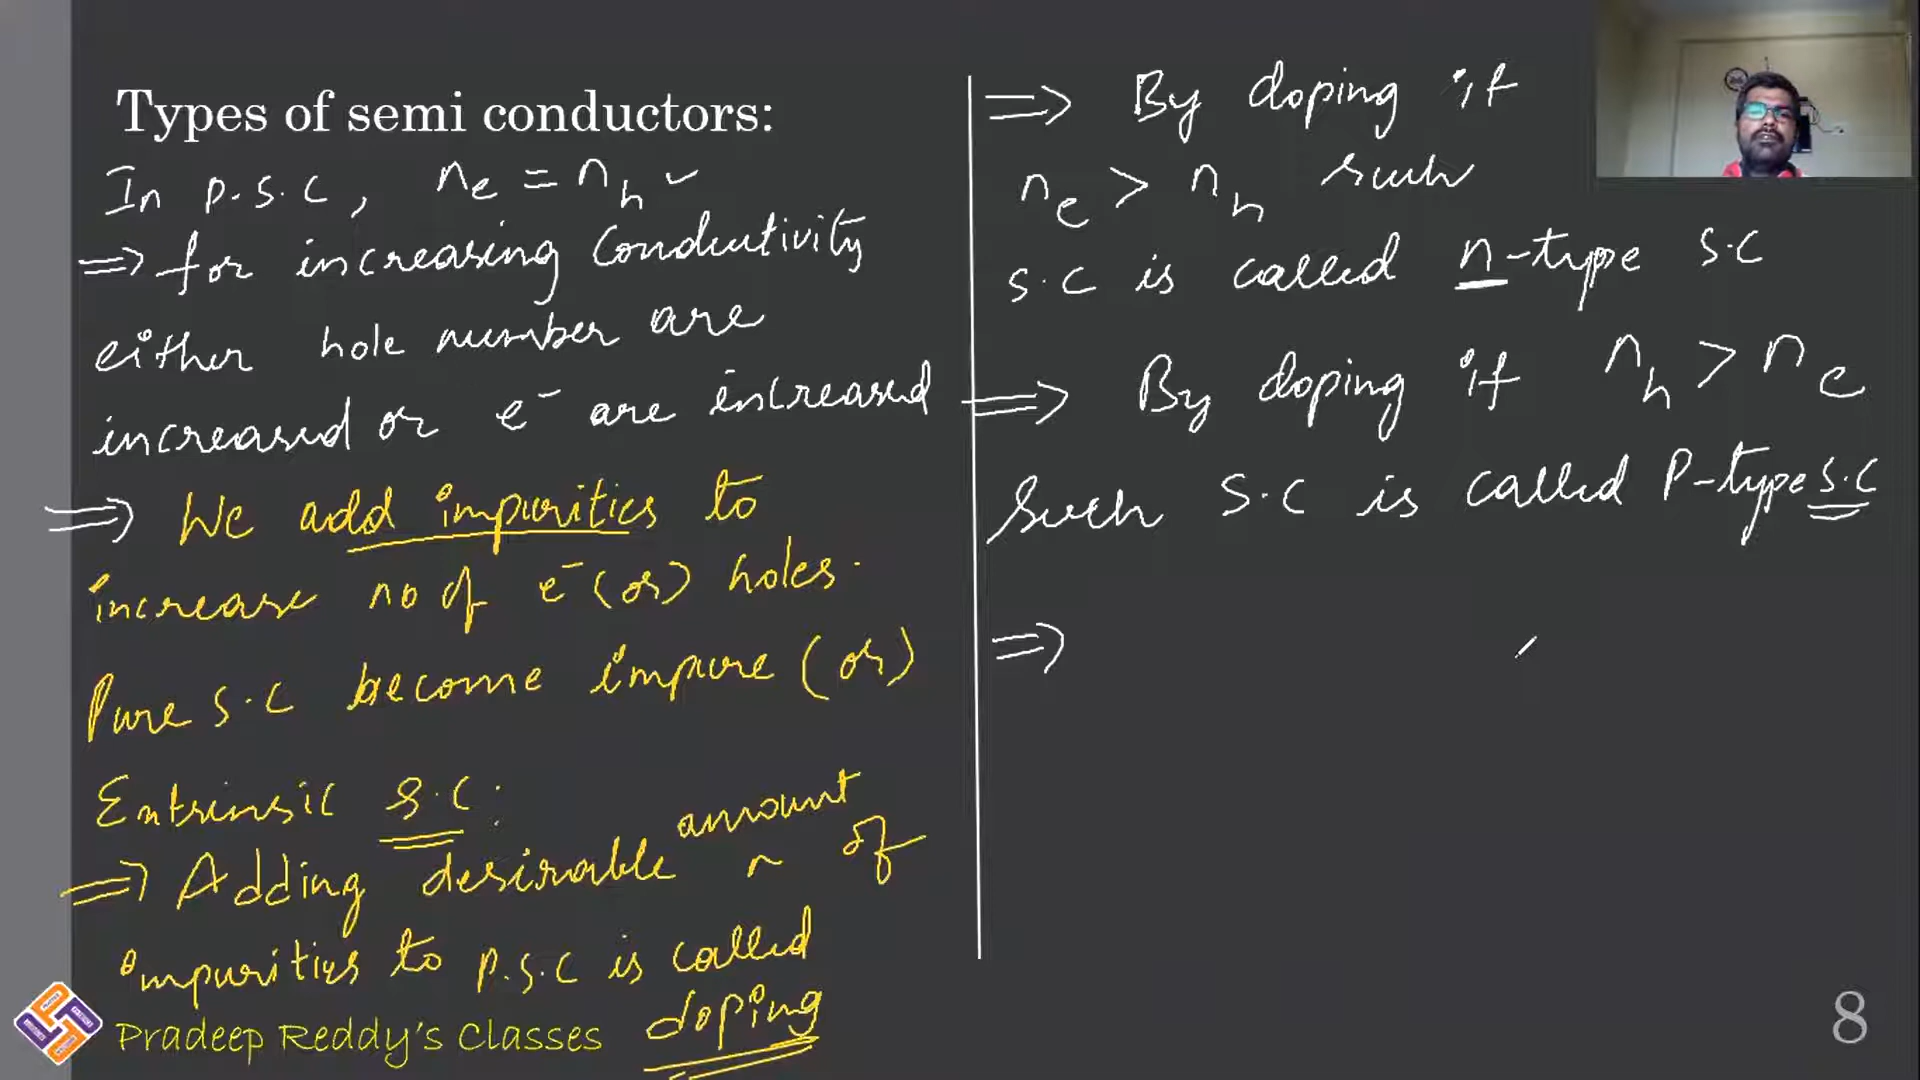 Types of semi conductors:
In P.S.C, ne = nh
⇒ for increasing Conductivity
either hole number are
increased or e⁻ are increased
⇒ We add impurities to
increase no of e⁻ (or) holes.
Pure S.C become impure (or)
Extrinsic S.C:
⇒ Adding desirable amount of
impurities to P.S.C is called
doping
Pradeep Reddy's Classes
⇒ By doping if
ne > nh such
S.C is called n-type S.C
⇒ By doping if nh > ne
Such S.C is called P-type S.C
⇒
8